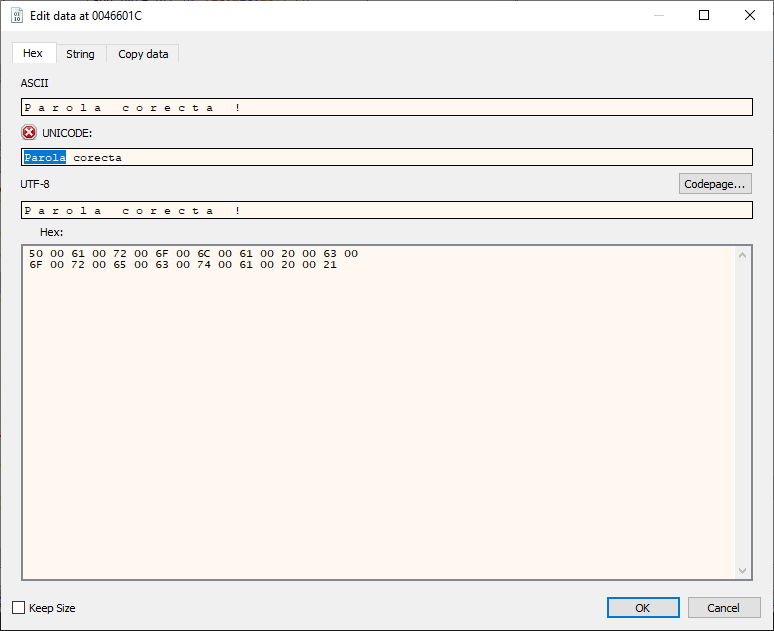 Edit data at 0046601C
Hex String Copy data
ASCII
P a r o l a   c o r e c t a   !
UNICODE:
Parola corecta
UTF-8
Codepage...
P a r o l a   c o r e c t a   !
Hex:
50 00 61 00 72 00 6F 00 6C 00 61 00 20 00 63 00
6F 00 72 00 65 00 63 00 74 00 61 00 20 00 21
Keep Size
OK Cancel